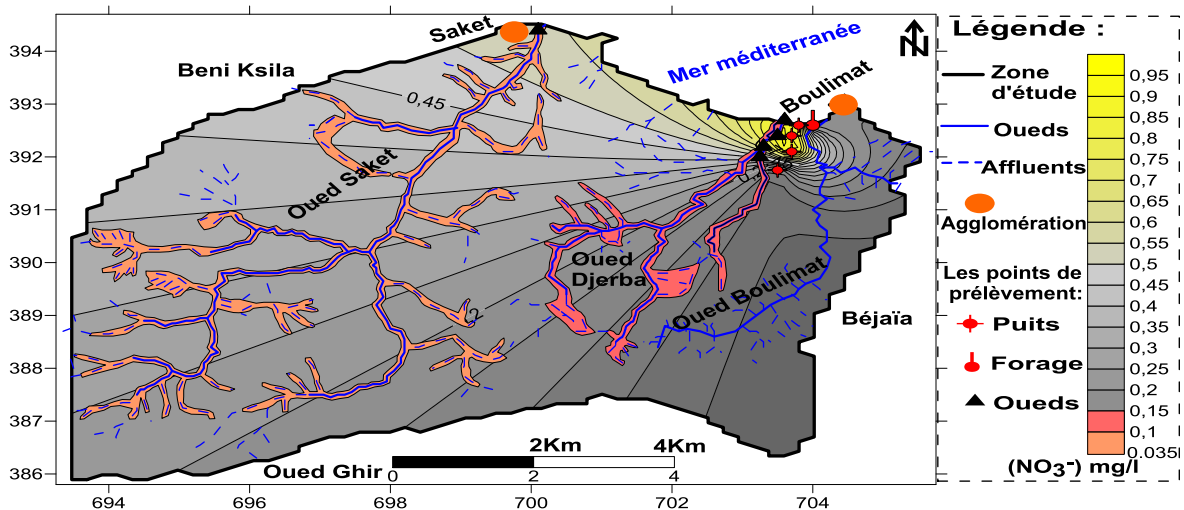 394
393
392
391
390
389
388
387
386
694
696
698
700
702
704
Saket
Beni Ksila
Mer méditerranée
Boulimat
N
0,45
Oued Saket
Oued
Djerba
Oued Boulimat
Béjaïa
Oued Ghir
2Km
4Km
0
2
4
Légende :
Zone
d'étude
Oueds
Affluents
Agglomération
Les points de
prélèvement:
Puits
Forage
Oueds
0,95
0,9
0,85
0,8
0,75
0,7
0,65
0,6
0,55
0,5
0,45
0,4
0,35
0,3
0,25
0,2
0,15
0,1
0.035
(NO3-) mg/l